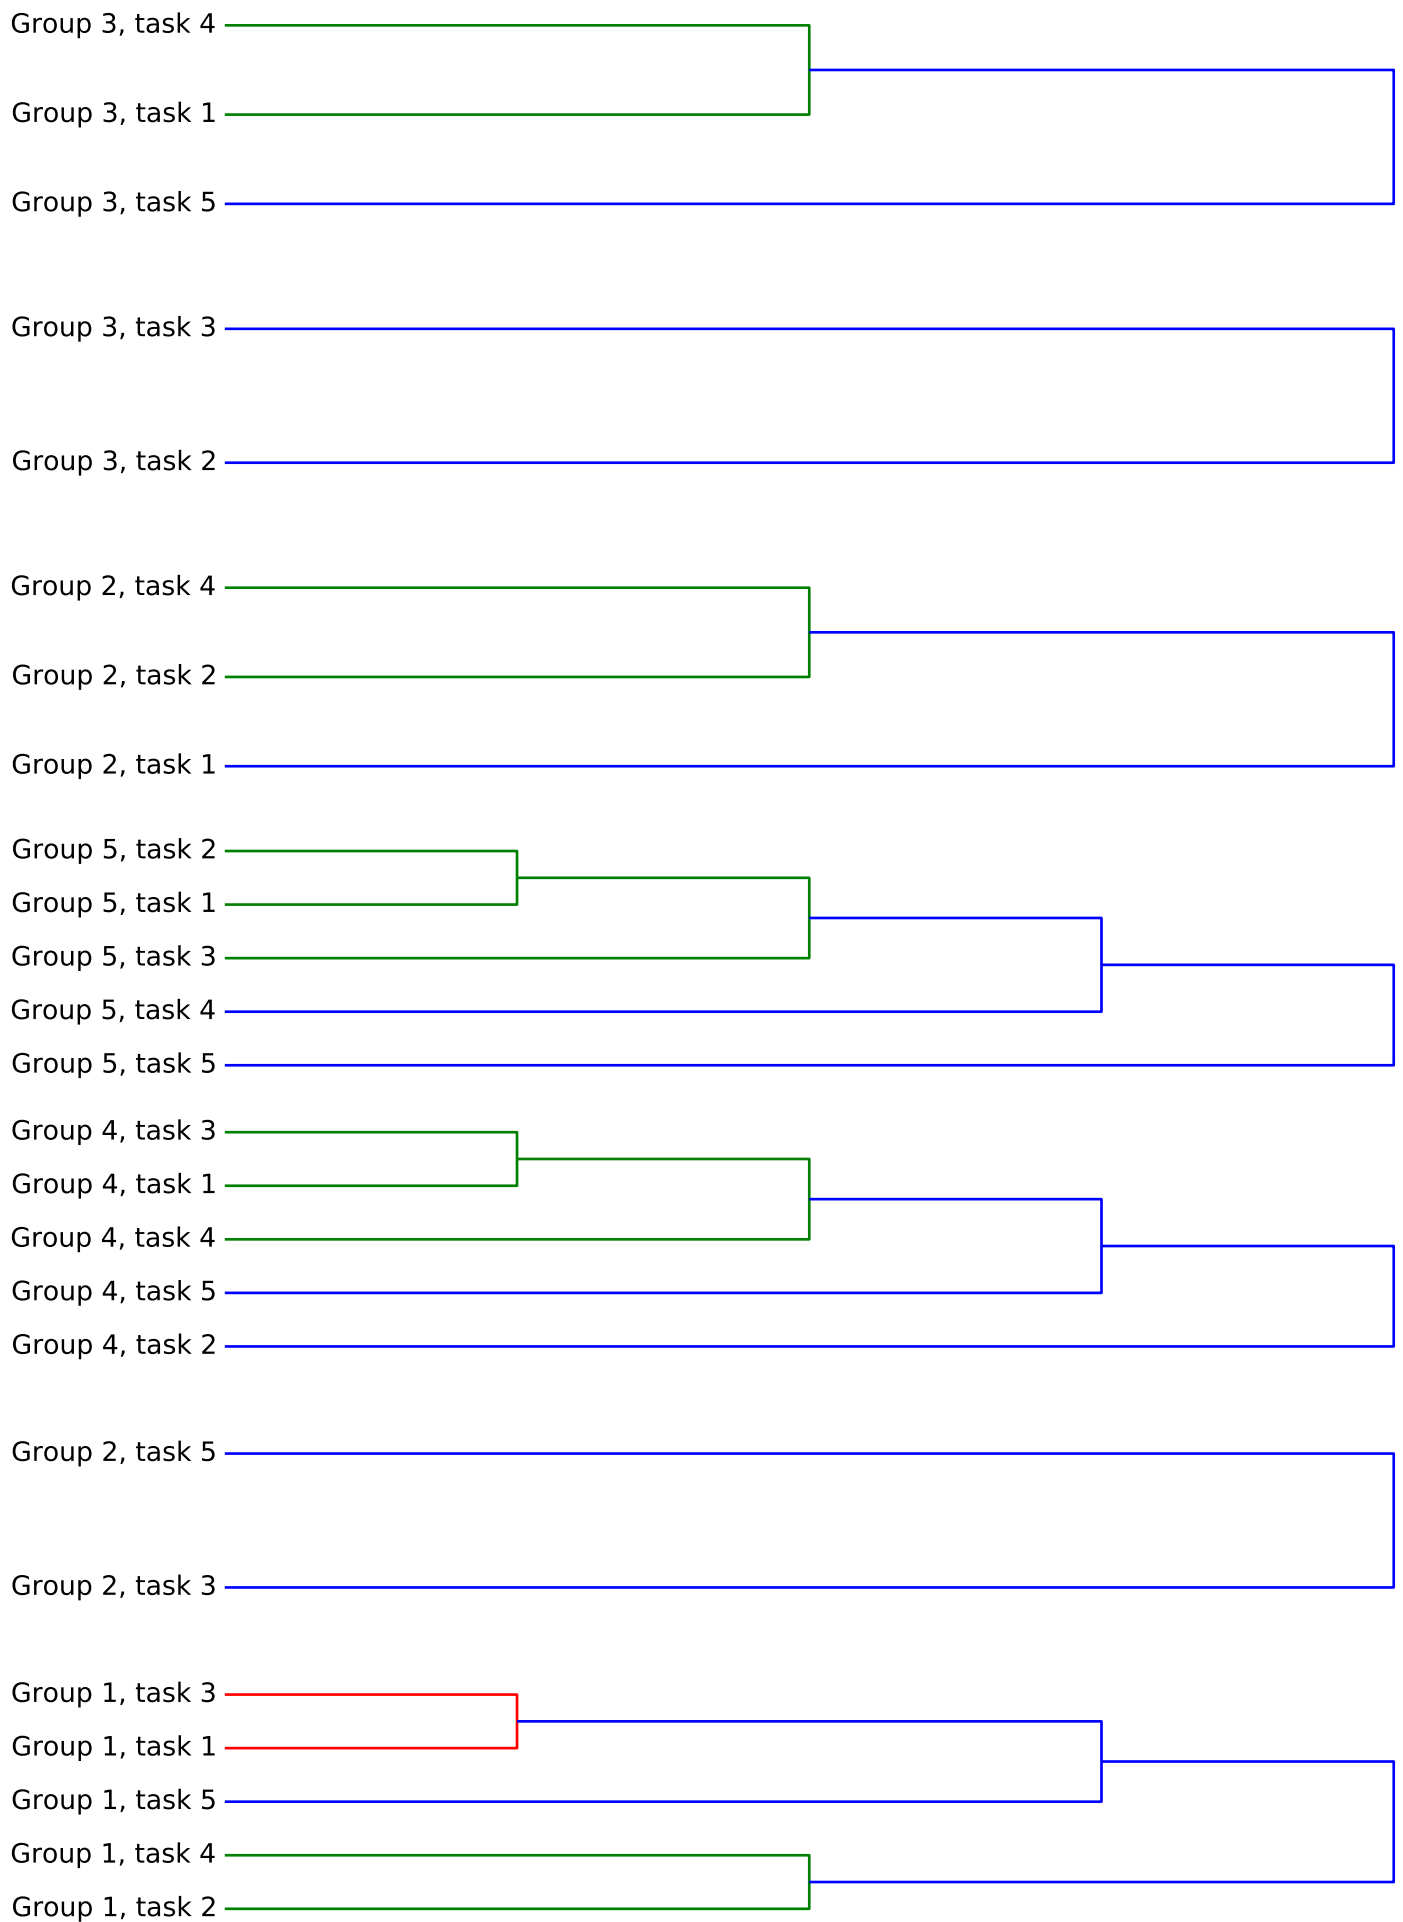 Group 3, task 4
Group 3, task 1
Group 3, task 5
Group 3, task 3
Group 3, task 2
Group 2, task 4
Group 2, task 2
Group 2, task 1
Group 5, task 2
Group 5, task 1
Group 5, task 3
Group 5, task 4
Group 5, task 5
Group 4, task 3
Group 4, task 1
Group 4, task 4
Group 4, task 5
Group 4, task 2
Group 2, task 5
Group 2, task 3
Group 1, task 3
Group 1, task 1
Group 1, task 5
Group 1, task 4
Group 1, task 2